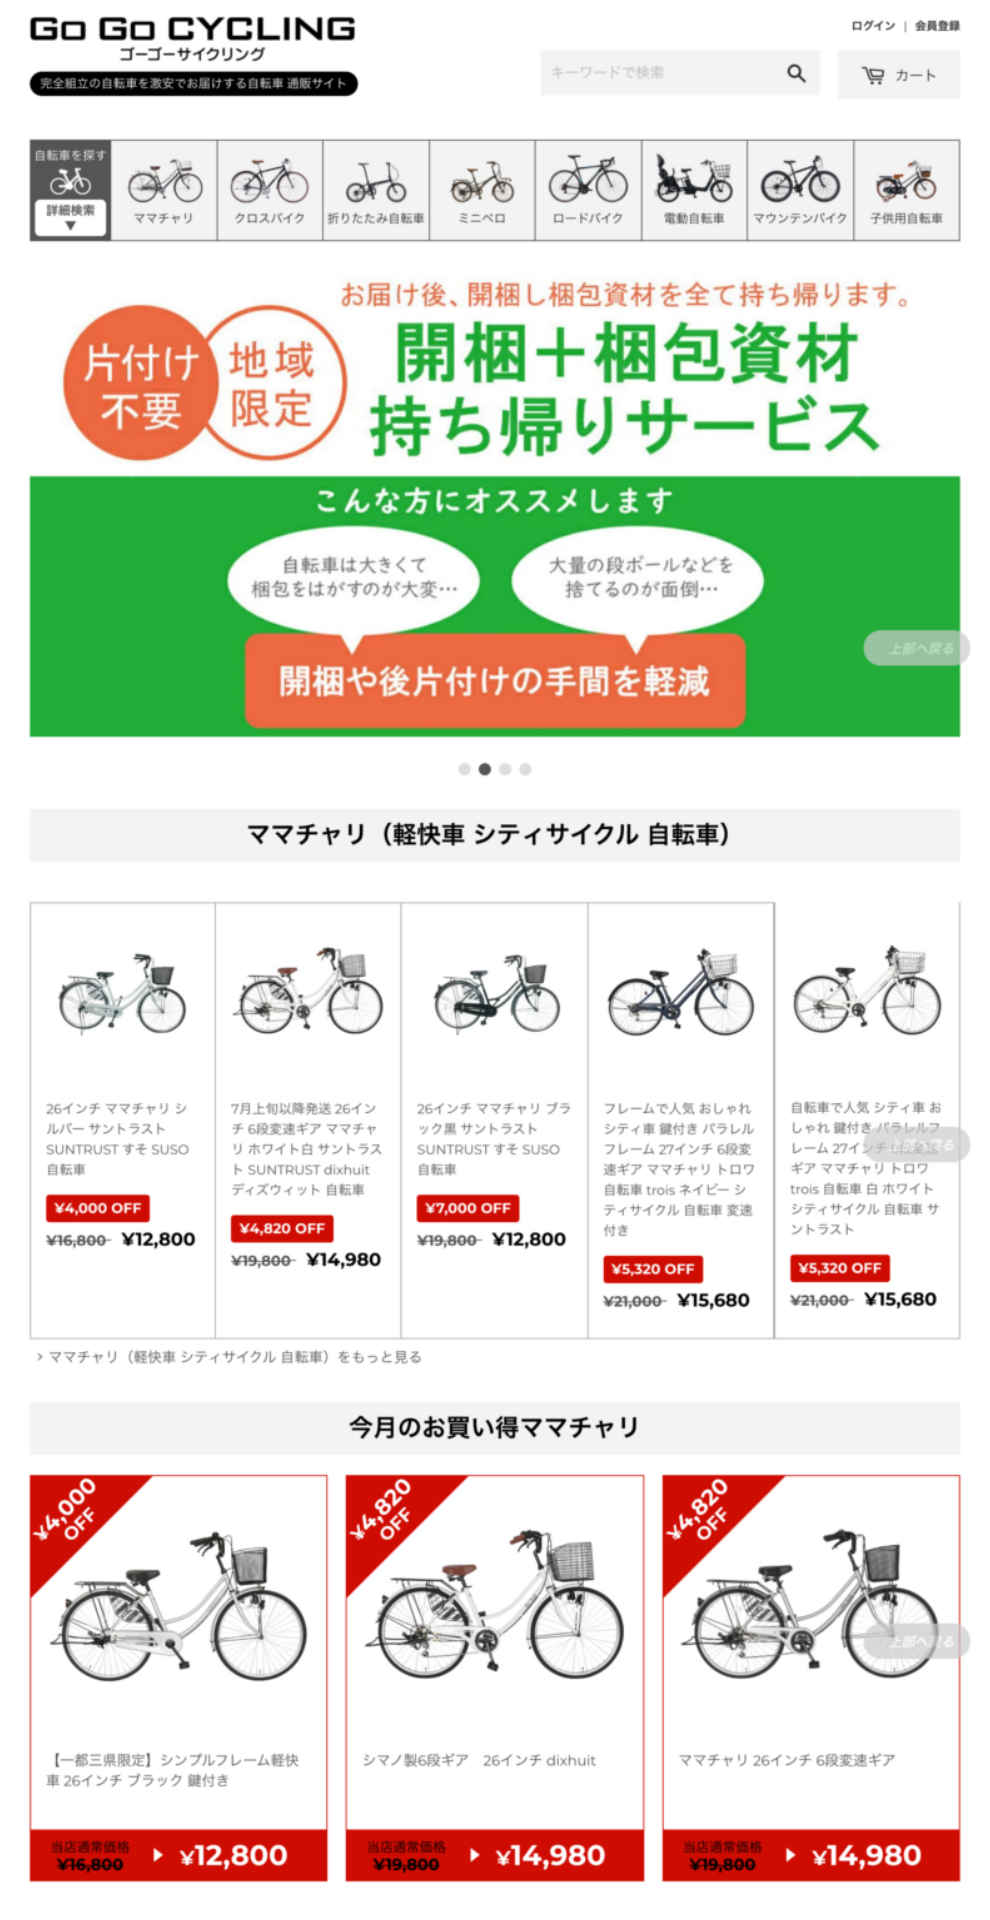 Go Go CYCLING
ゴーゴーサイクリング
完全組立の自転車を激安でお届けする自転車 通販サイト
ログイン | 会員登録
キーワードで検索
カート
自転車を探す
詳細検索
▼
ママチャリ
クロスバイク
折りたたみ自転車
ミニベロ
ロードバイク
電動自転車
マウンテンバイク
子供用自転車
お届け後、開梱し梱包資材を全て持ち帰ります。
片付け
不要
地域
限定
開梱＋梱包資材
持ち帰りサービス
こんな方にオススメします
自転車は大きくて
梱包をはがすのが大変…
大量の段ボールなどを
捨てるのが面倒…
開梱や後片付けの手間を軽減
上部へ戻る
ママチャリ（軽快車 シティサイクル 自転車）
26インチ ママチャリ シ
ルバー サントラスト
SUNTRUST すそ SUSO
自転車
¥4,000 OFF
¥16,800 ¥12,800
7月上旬以降発送 26イン
チ 6段変速ギア ママチャ
リ ホワイト白 サントラス
ト SUNTRUST dixhuit
ディズウィット 自転車
¥4,820 OFF
¥19,800 ¥14,980
26インチ ママチャリ ブラ
ック黒 サントラスト
SUNTRUST すそ SUSO
自転車
¥7,000 OFF
¥19,800 ¥12,800
フレームで人気 おしゃれ
シティ車 鍵付き パラレル
フレーム 27インチ 6段変
速ギア ママチャリ トロワ
自転車 trois ネイビー シ
ティサイクル 自転車 変速
付き
¥5,320 OFF
¥21,000 ¥15,680
自転車で人気 シティ車 お
しゃれ 鍵付き パラレルフ
レーム 27インチ 6段変速
ギア ママチャリ トロワ
trois 自転車 白 ホワイト
シティサイクル 自転車 サ
ントラスト
¥5,320 OFF
¥21,000 ¥15,680
上部へ戻る
› ママチャリ（軽快車 シティサイクル 自転車）をもっと見る
今月のお買い得ママチャリ
¥4,000
OFF
【一都三県限定】シンプルフレーム軽快
車 26インチ ブラック 鍵付き
当店通常価格
¥16,800
¥12,800
¥4,820
OFF
シマノ製6段ギア　26インチ dixhuit
当店通常価格
¥19,800
¥14,980
¥4,820
OFF
上部へ戻る
ママチャリ 26インチ 6段変速ギア
当店通常価格
¥19,800
¥14,980